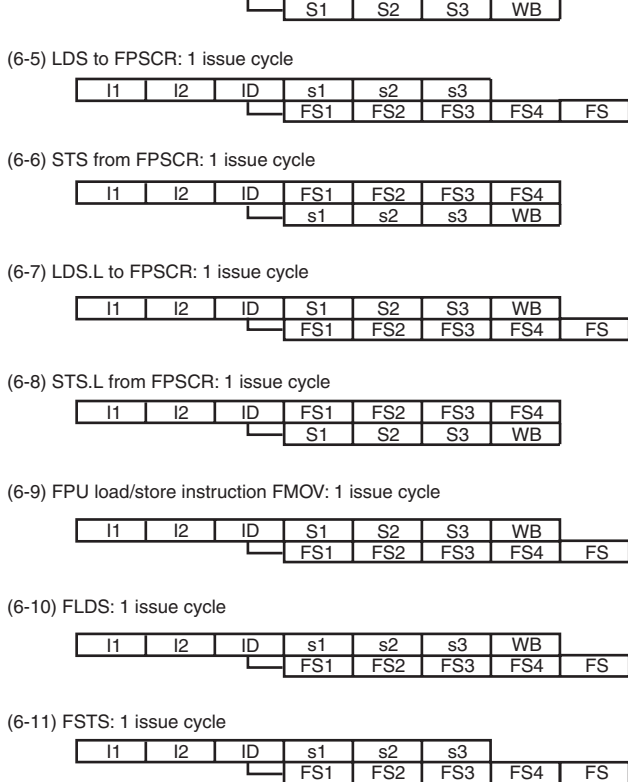 S1 S2 S3 WB
(6-5) LDS to FPSCR: 1 issue cycle
I1 I2 ID s1 s2 s3
FS1 FS2 FS3 FS4 FS
(6-6) STS from FPSCR: 1 issue cycle
I1 I2 ID FS1 FS2 FS3 FS4
s1 s2 s3 WB
(6-7) LDS.L to FPSCR: 1 issue cycle
I1 I2 ID S1 S2 S3 WB
FS1 FS2 FS3 FS4 FS
(6-8) STS.L from FPSCR: 1 issue cycle
I1 I2 ID FS1 FS2 FS3 FS4
S1 S2 S3 WB
(6-9) FPU load/store instruction FMOV: 1 issue cycle
I1 I2 ID S1 S2 S3 WB
FS1 FS2 FS3 FS4 FS
(6-10) FLDS: 1 issue cycle
I1 I2 ID s1 s2 s3 WB
FS1 FS2 FS3 FS4 FS
(6-11) FSTS: 1 issue cycle
I1 I2 ID s1 s2 s3
FS1 FS2 FS3 FS4 FS